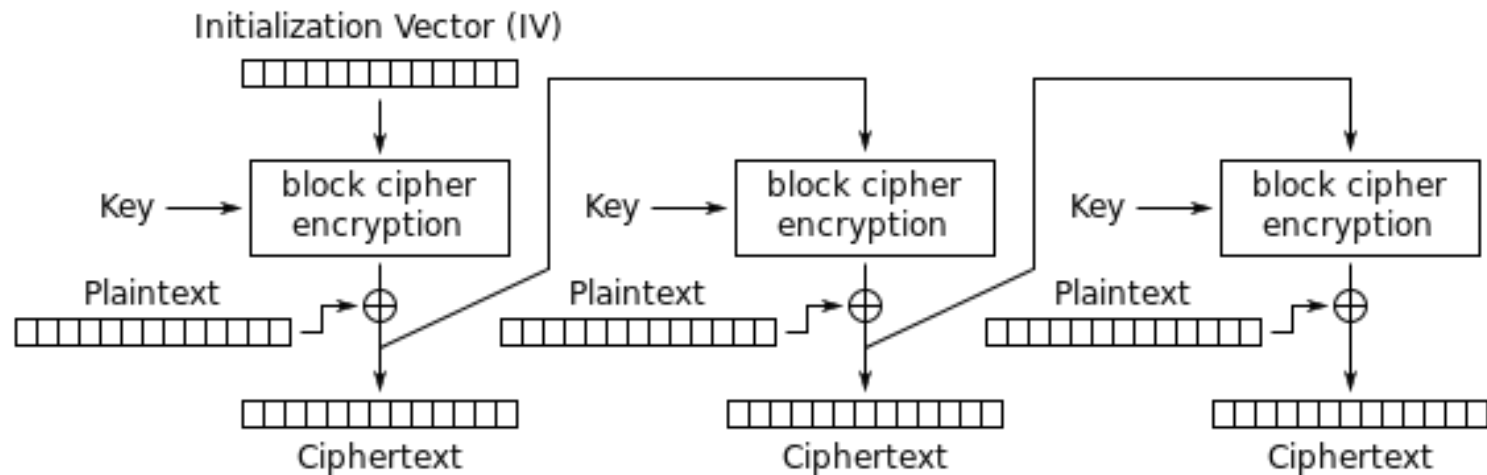 Initialization Vector (IV)
block cipher
encryption
block cipher
encryption
block cipher
encryption
Key
Key
Key
Plaintext
Plaintext
Plaintext
Ciphertext
Ciphertext
Ciphertext